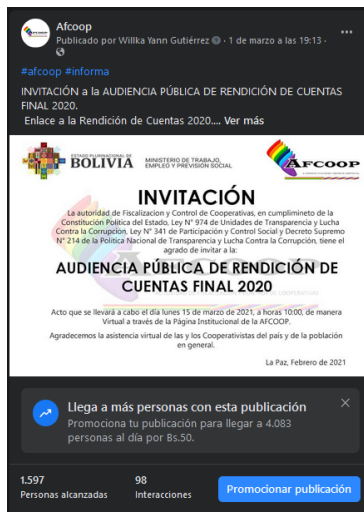 Afcoop
Publicado por Willka Yann Gutiérrez · 1 de marzo a las 19:13 ·
#afcoop #informa
INVITACIÓN a la AUDIENCIA PÚBLICA DE RENDICIÓN DE CUENTAS
FINAL 2020.
Enlace a la Rendición de Cuentas 2020.... Ver más
ESTADO PLURINACIONAL DE
BOLIVIA
MINISTERIO DE TRABAJO,
EMPLEO Y PREVISIÓN SOCIAL
AFCOOP
INVITACIÓN
La autoridad de Fiscalizacion y Control de Cooperativas, en cumplimineto de la
Constitución Politica del Estado, Ley N° 974 de Unidades de Transparencia y Lucha
Contra la Corrupcion, Ley N° 341 de Participación y Control Social y Decreto Supremo
N° 214 de la Politica Nacional de Transparencia y Lucha Contra la Corrupción, tiene el
agrado de invitar a la:
AUDIENCIA PÚBLICA DE RENDICIÓN DE
CUENTAS FINAL 2020
Acto que se llevará a cabo el día lunes 15 de marzo de 2021, a horas 10:00, de manera
Virtual a través de la Página Institucional de la AFCOOP.
Agradecemos la asistencia virtual de las y los Cooperativistas del país y de la población
en general.
La Paz, Febrero de 2021
Llega a más personas con esta publicación
Promociona tu publicación para llegar a 4.083
personas al día por Bs.50.
1.597
Personas alcanzadas
98
Interacciones
Promocionar publicación